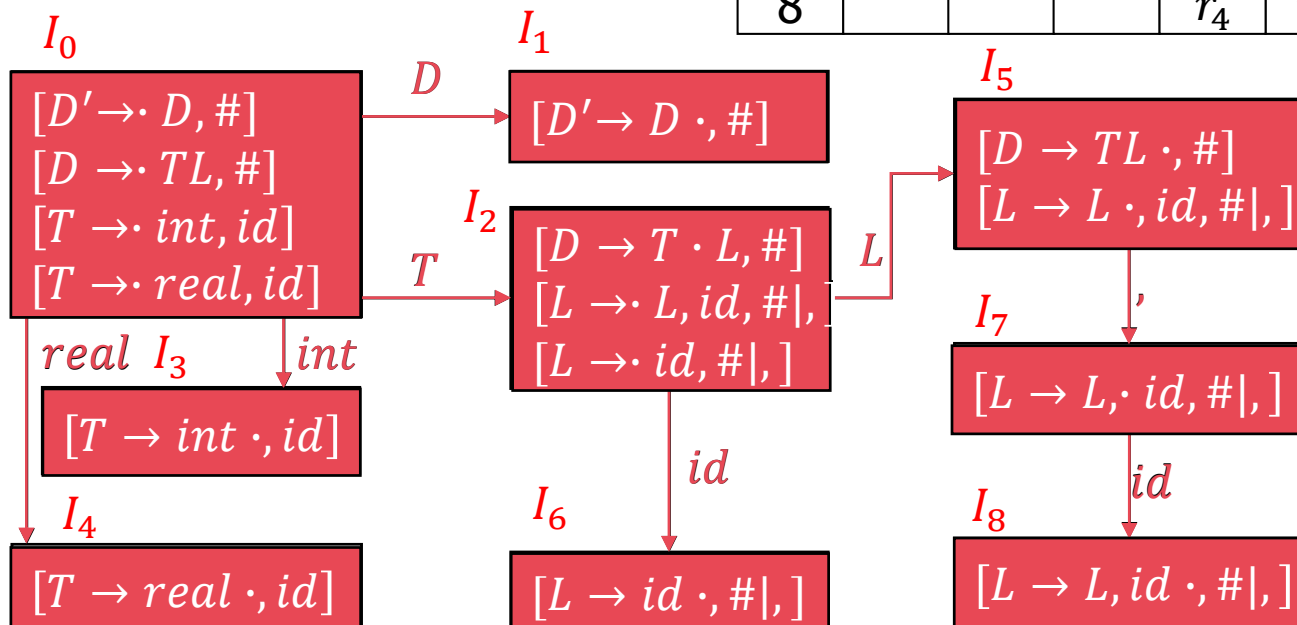 8 r₄
I₀
[D′→· D, #]
[D →· TL, #]
[T →· int, id]
[T →· real, id]
D
I₁
[D′→ D ·, #]
T
I₂
[D → T · L, #]
[L →· L, id, #|, ]
[L →· id, #|, ]
L
I₅
[D → TL ·, #]
[L → L ·, id, #|, ]
,
real
I₃
int
[T → int ·, id]
I₇
[L → L,· id, #|, ]
id
id
I₄
[T → real ·, id]
I₆
[L → id ·, #|, ]
I₈
[L → L, id ·, #|, ]